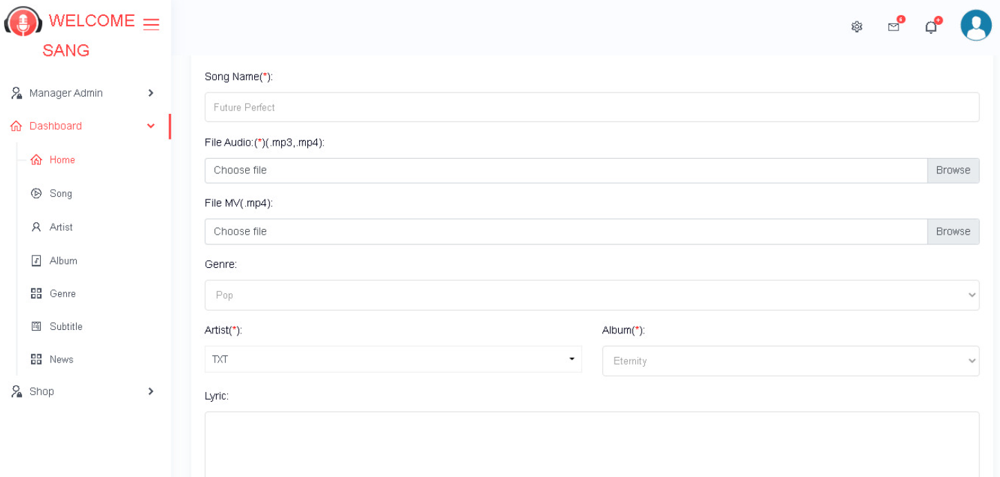 WELCOME
SANG
6
+
Manager Admin
Dashboard
Home
Song
Artist
Album
Genre
Subtitle
News
Shop
Song Name(*):
Future Perfect
File Audio:(*)(.mp3,.mp4):
Choose file Browse
File MV(.mp4):
Choose file Browse
Genre:
Pop
Artist(*): Album(*):
TXT Eternity
Lyric: